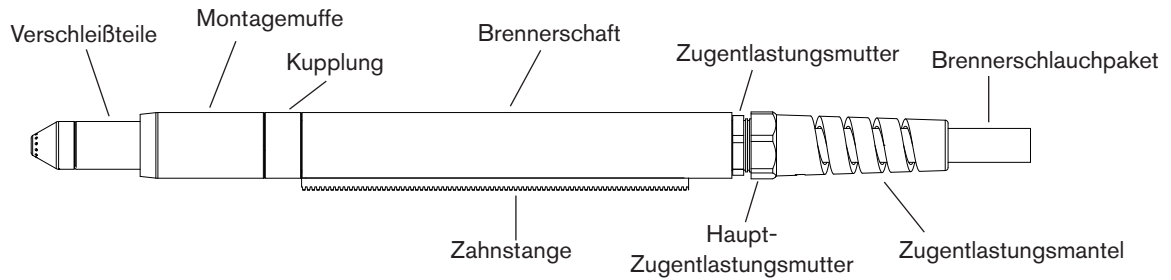 Montagemuffe
Verschleißteile
Kupplung
Brennerschaft
Zugentlastungsmutter
Brennerschlauchpaket
Zahnstange
Haupt-
Zugentlastungsmutter
Zugentlastungsmantel